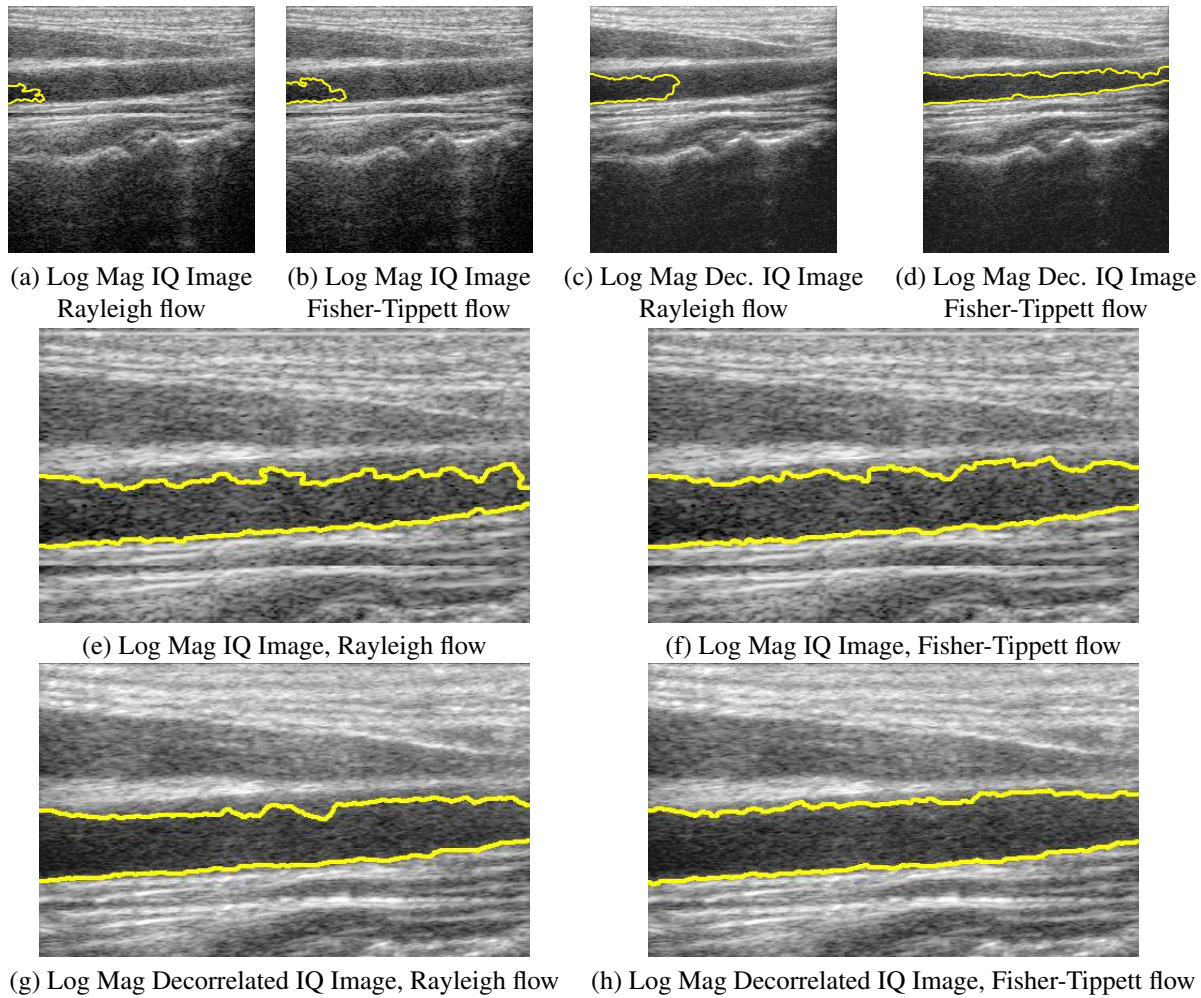 (a) Log Mag IQ Image
Rayleigh flow
(b) Log Mag IQ Image
Fisher-Tippett flow
(c) Log Mag Dec. IQ Image
Rayleigh flow
(d) Log Mag Dec. IQ Image
Fisher-Tippett flow
(e) Log Mag IQ Image, Rayleigh flow
(f) Log Mag IQ Image, Fisher-Tippett flow
(g) Log Mag Decorrelated IQ Image, Rayleigh flow
(h) Log Mag Decorrelated IQ Image, Fisher-Tippett flow